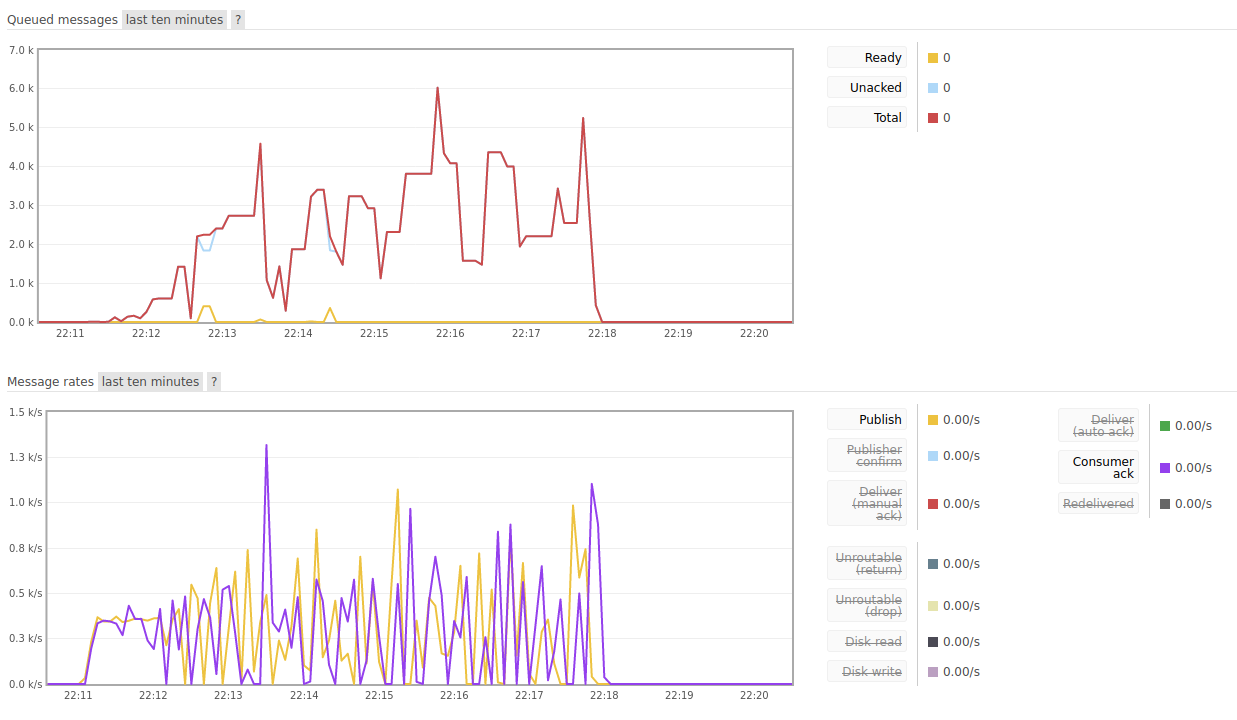 Queued messages last ten minutes ?
7.0 k
6.0 k
5.0 k
4.0 k
3.0 k
2.0 k
1.0 k
0.0 k
22:11 22:12 22:13 22:14 22:15 22:16 22:17 22:18 22:19 22:20
Ready 0
Unacked 0
Total 0
Message rates last ten minutes ?
1.5 k/s
1.3 k/s
1.0 k/s
0.8 k/s
0.5 k/s
0.3 k/s
0.0 k/s
22:11 22:12 22:13 22:14 22:15 22:16 22:17 22:18 22:19 22:20
Publish 0.00/s
Publisher
confirm 0.00/s
Deliver
(manual
ack) 0.00/s
Unroutable
(return) 0.00/s
Unroutable
(drop) 0.00/s
Disk read 0.00/s
Disk write 0.00/s
Deliver
(auto ack) 0.00/s
Consumer
ack 0.00/s
Redelivered 0.00/s